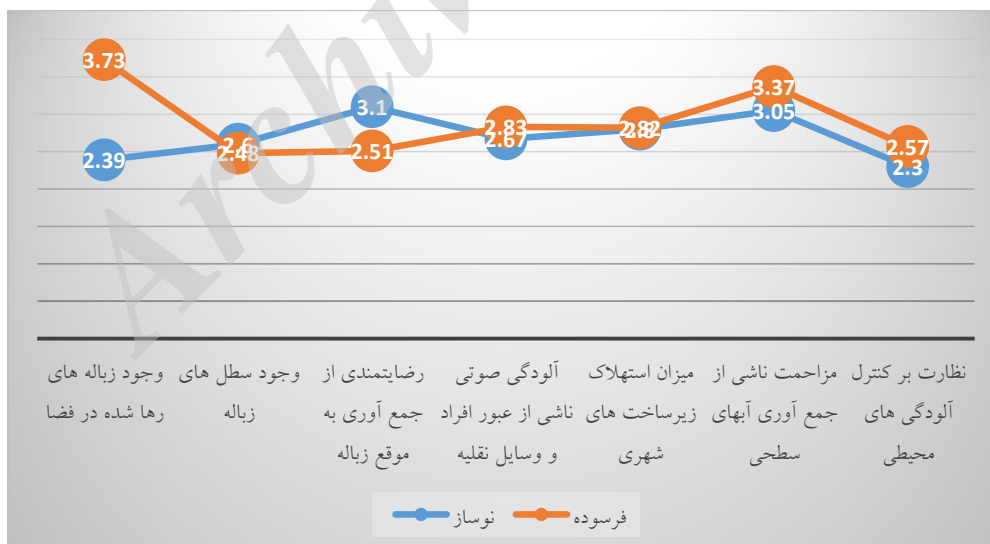 3.73
2.39
2.6
2.48
3.1
2.51
2.83
2.67
2.82
3.37
3.05
2.57
2.3
وجود زباله های
رها شده در فضا
وجود سطل های
زباله
رضایتمندی از
جمع آوری به
موقع زباله
آلودگی صوتی
ناشی از عبور افراد
و وسایل نقلیه
میزان استهلاک
زیرساخت های
شهری
مزاحمت ناشی از
جمع آوری آبهای
سطحی
نظارت بر کنترل
آلودگی های
محیطی
نوساز
فرسوده
Archiv